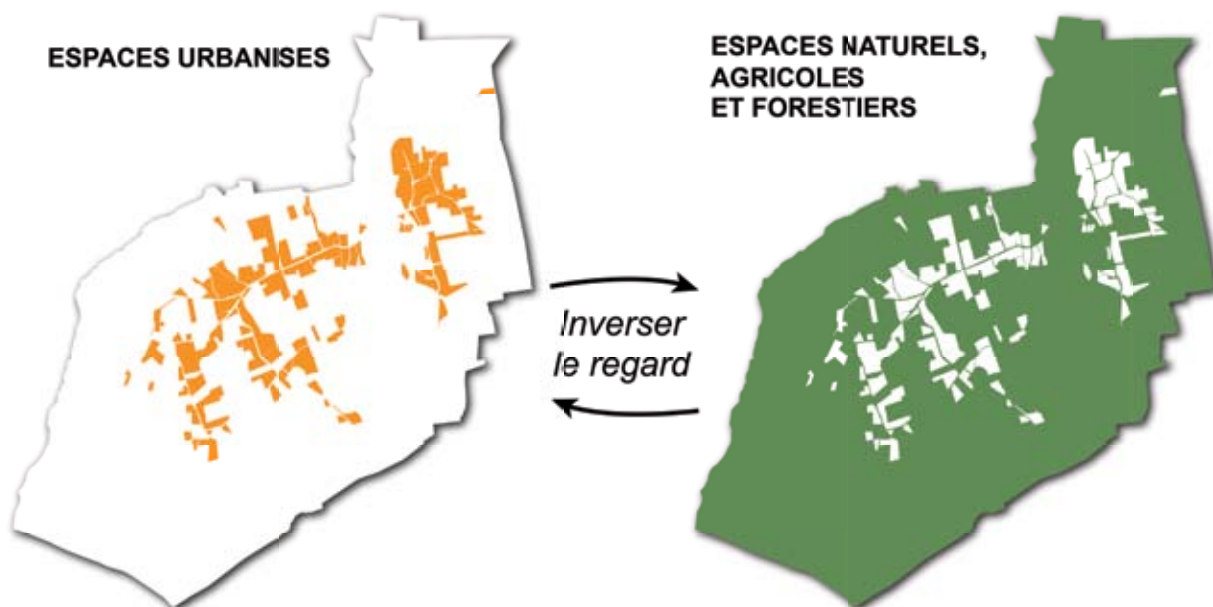 ESPACES URBANISES
ESPACES NATURELS,
AGRICOLES
ET FORESTIERS
Inverser
le regard